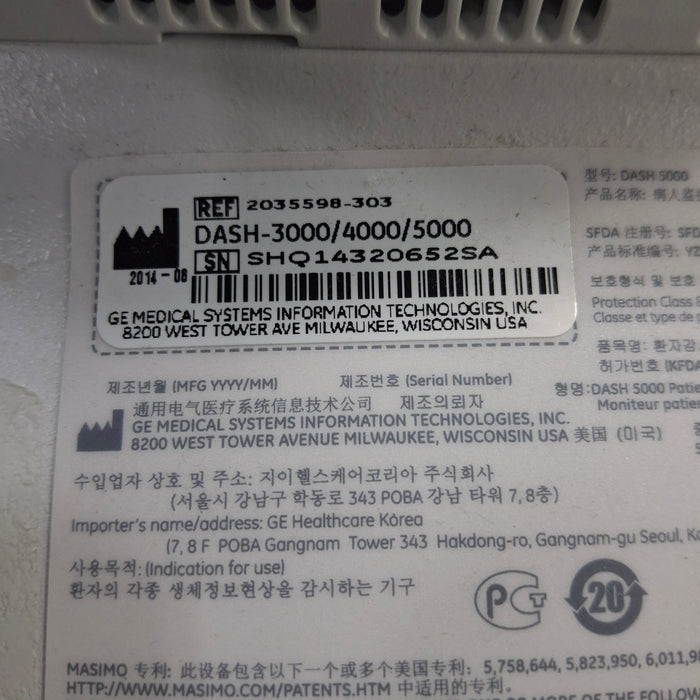 REF 2035598-303
DASH-3000/4000/5000
SN SHQ14320652SA
2014-08
GE MEDICAL SYSTEMS INFORMATION TECHNOLOGIES, INC.
8200 WEST TOWER AVE MILWAUKEE, WISCONSIN USA
型号: DASH 5000
产品名称: 病人监
SFDA 注册号: SFD
产品标准编号: YZ
보호형식 및 보호
Protection Class
Classe et type de p
품목명: 환자감
허가번호 (KFDA
형명:DASH 5000 Patie
Moniteur patie
제조년월 (MFG YYYY/MM) 제조번호 (Serial Number)
通用电气医疗系统信息技术公司 제조의뢰자
GE MEDICAL SYSTEMS INFORMATION TECHNOLOGIES, INC.
8200 WEST TOWER AVENUE MILWAUKEE, WISCONSIN USA 美国 (미국)
수입업자 상호 및 주소: 지이헬스케어코리아 주식회사
(서울시 강남구 학동로 343 POBA 강남 타워 7, 8층)
Importer's name/address: GE Healthcare Korea
(7, 8 F POBA Gangnam Tower 343 Hakdong-ro, Gangnam-gu Seoul, Ko
사용목적: (Indication for use)
환자의 각종 생체정보현상을 감시하는 기구
PCT
20
MASIMO 专利: 此设备包含以下一个或多个美国专利: 5,758,644, 5,823,950, 6,011,98
HTTP://WWW.MASIMO.COM/PATENTS.HTM 中适用的专利.
OR MORE OF THE FOLLOW